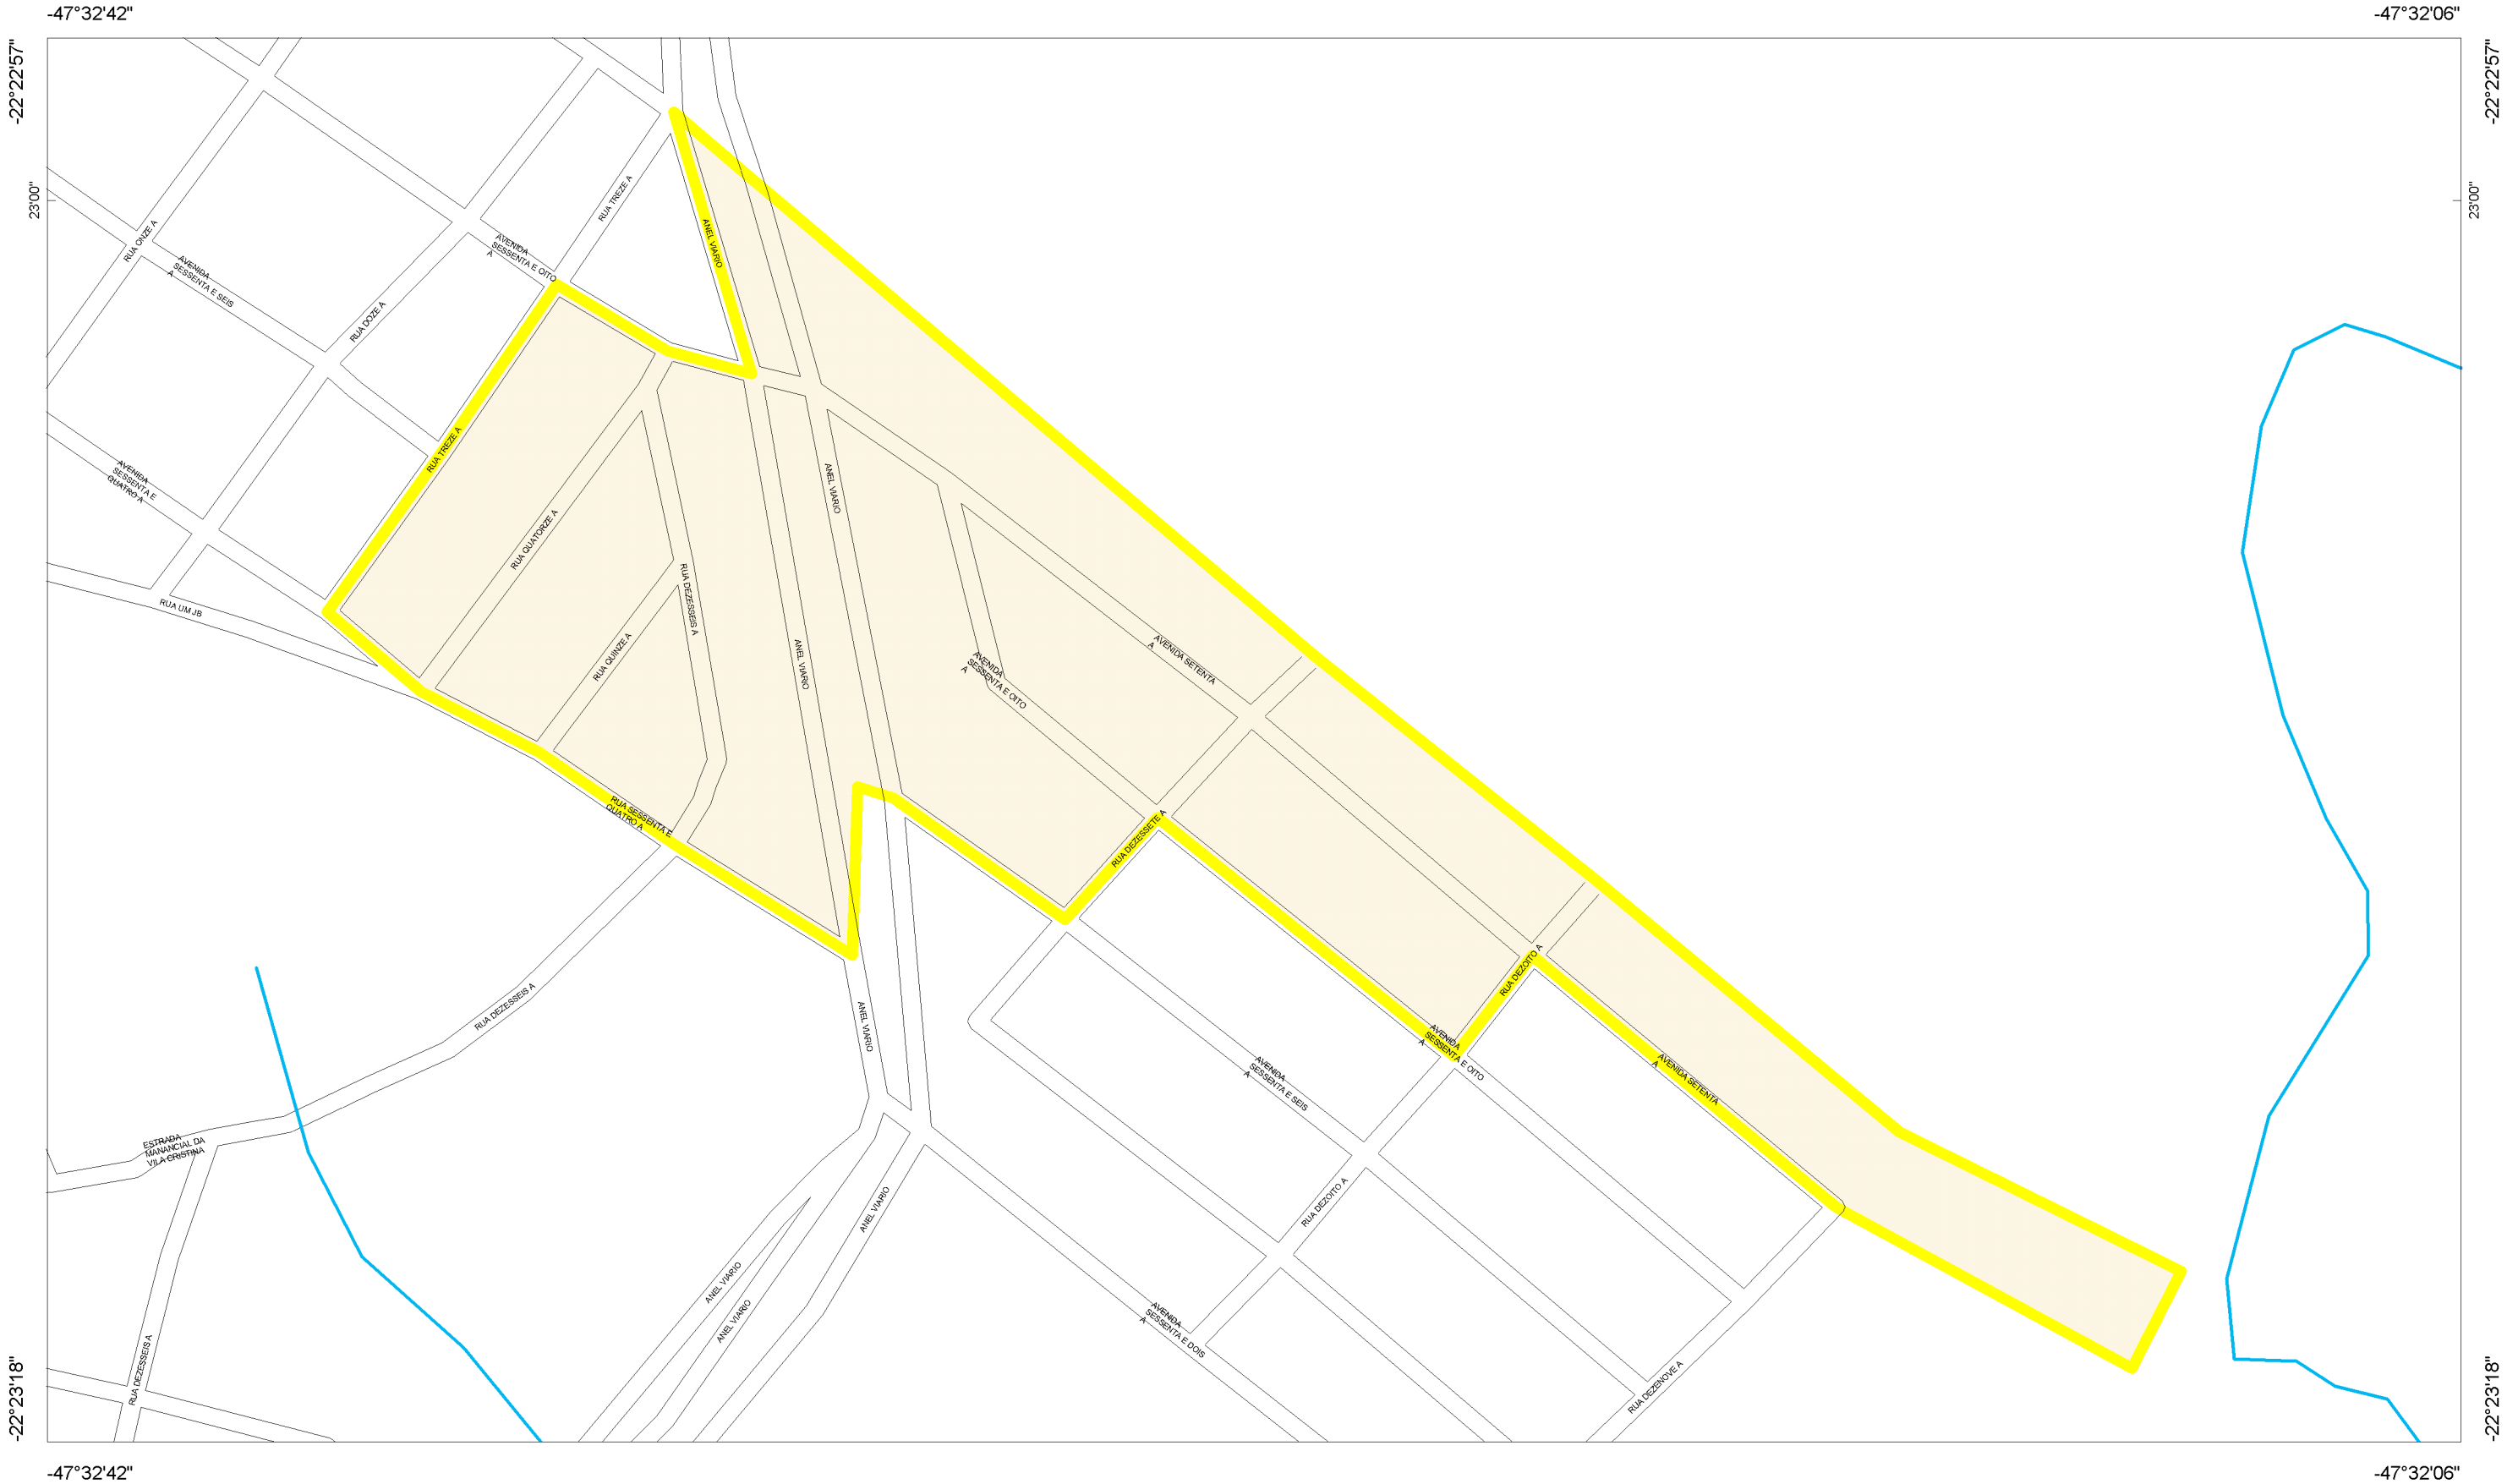 -47°32'42"
-47°32'06"
-22°22'57"
-22°22'57"
23'00"
23'00"
RUA TREZE A
RUA ONZE A
AVENIDA
SESSENTA E OITO
A
ANEL VIARIO
AVENIDA
SESSENTA E SEIS
A
RUA DOZE A
RUA TREZE A
AVENIDA
SESSENTA E
QUATRO A
ANEL VIARIO
RUA QUATORZE A
RUA DEZESSEIS A
RUA UM JB
RUA QUINZE A
ANEL VIARIO
AVENIDA SETENTA
A
AVENIDA
SESSENTA E OITO
A
RUA SESSENTA E
QUATRO A
RUA DEZESSETE A
RUA DEZOITO A
RUA DEZESSEIS A
ANEL VIARIO
AVENIDA
SESSENTA E OITO
A
AVENIDA
SESSENTA E SEIS
A
AVENIDA SETENTA
A
ESTRADA
MANANCIAL DA
VILA CRISTINA
ANEL VIARIO
RUA DEZOITO A
ANEL VIARIO
ANEL VIARIO
AVENIDA
SESSENTA E DOIS
A
RUA DEZESSEIS A
RUA DEZENOVE A
-22°23'18"
-22°23'18"
-47°32'42"
-47°32'06"